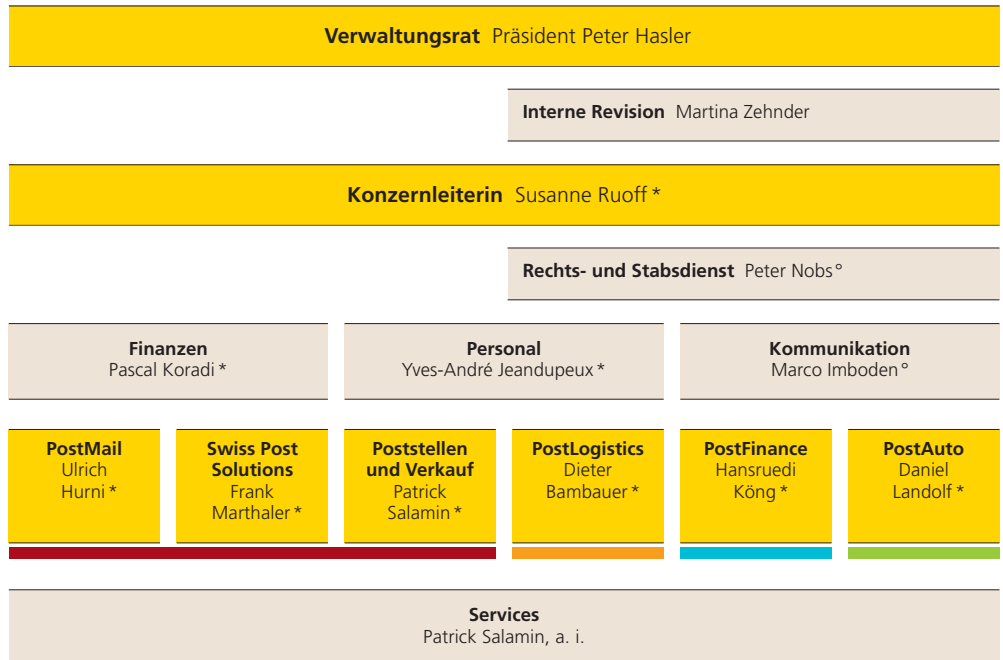 Verwaltungsrat Präsident Peter Hasler
Interne Revision Martina Zehnder
Konzernleiterin Susanne Ruoff *
Rechts- und Stabsdienst Peter Nobs°
Finanzen
Pascal Koradi *
Personal
Yves-André Jeandupeux *
Kommunikation
Marco Imboden°
PostMail
Ulrich
Hurni *
Swiss Post
Solutions
Frank
Marthaler *
Poststellen
und Verkauf
Patrick
Salamin *
PostLogistics
Dieter
Bambauer *
PostFinance
Hansruedi
Köng *
PostAuto
Daniel
Landolf *
Services
Patrick Salamin, a. i.